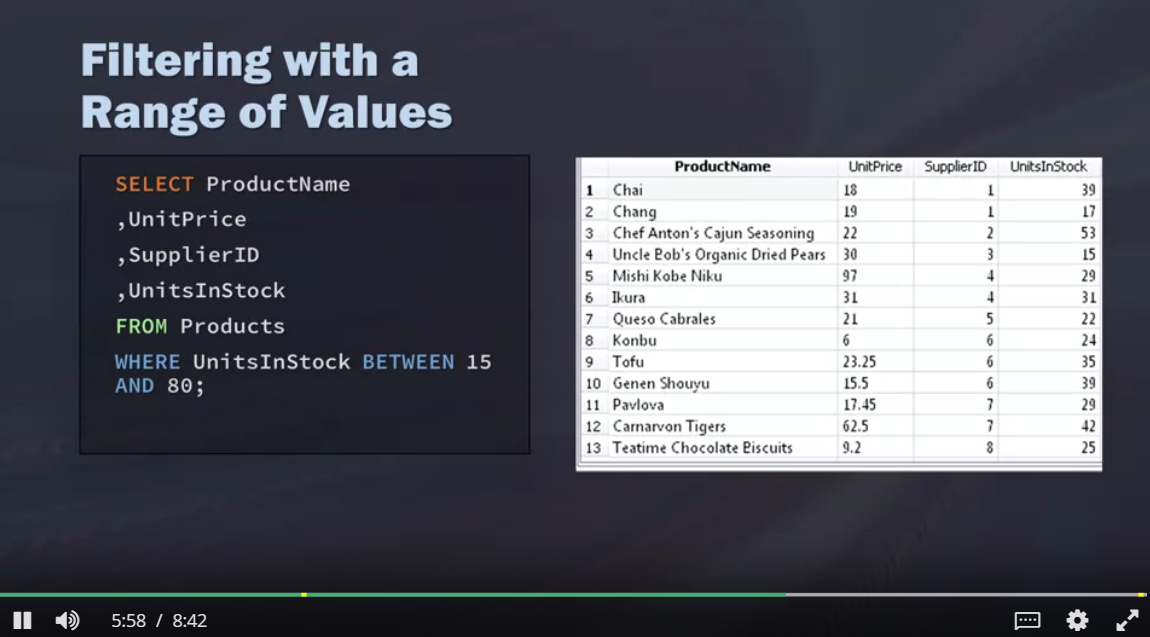 Filtering with a
Range of Values
SELECT ProductName
,UnitPrice
,SupplierID
,UnitsInStock
FROM Products
WHERE UnitsInStock BETWEEN 15
AND 80;
ProductName UnitPrice SupplierID UnitsInStock
1 Chai 18 1 39
2 Chang 19 1 17
3 Chef Anton's Cajun Seasoning 22 2 53
4 Uncle Bob's Organic Dried Pears 30 3 15
5 Mishi Kobe Niku 97 4 29
6 Ikura 31 4 31
7 Queso Cabrales 21 5 22
8 Konbu 6 6 24
9 Tofu 23.25 6 35
10 Genen Shouyu 15.5 6 39
11 Pavlova 17.45 7 29
12 Carnarvon Tigers 62.5 7 42
13 Teatime Chocolate Biscuits 9.2 8 25
5:58 / 8:42